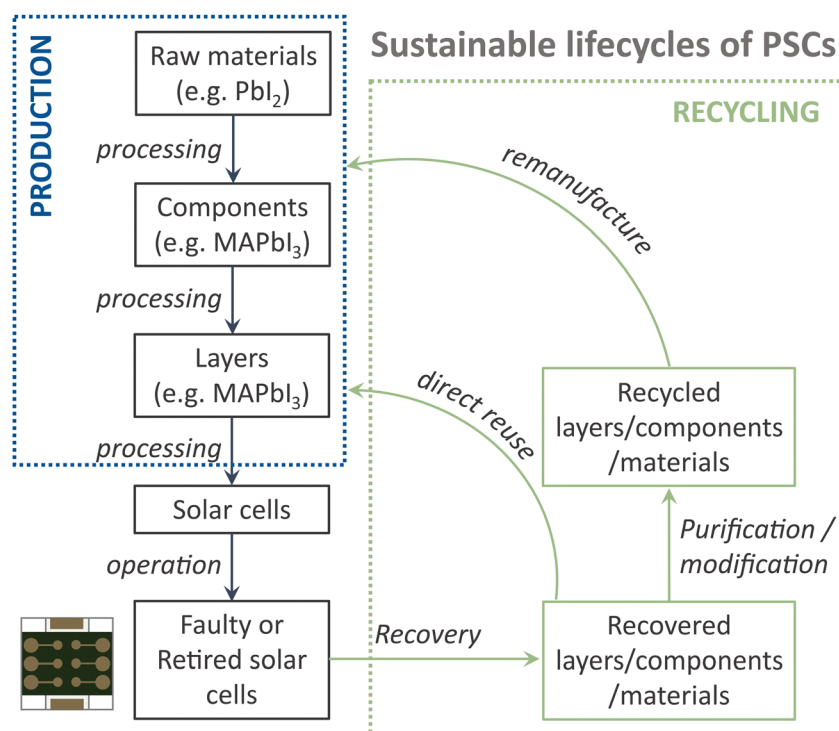 Sustainable lifecycles of PSCs
PRODUCTION
Raw materials
(e.g. PbI₂)
processing
Components
(e.g. MAPbI₃)
processing
Layers
(e.g. MAPbI₃)
processing
Solar cells
operation
Faulty or
Retired solar
cells
RECYCLING
remanufacture
direct reuse
Recycled
layers/components
/materials
Purification /
modification
Recovery
Recovered
layers/components
/materials